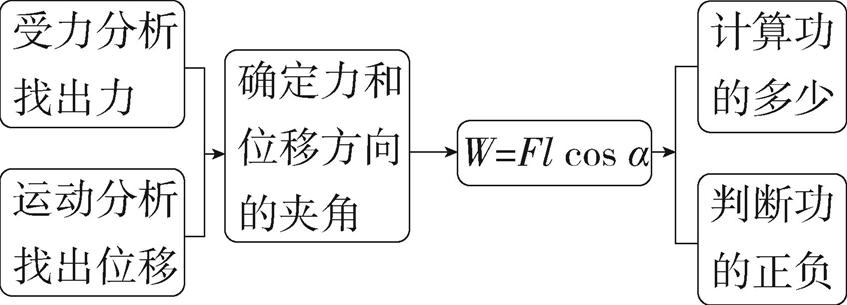 受力分析
找出力
运动分析
找出位移
确定力和
位移方向
的夹角
W=Fl cos α
计算功
的多少
判断功
的正负